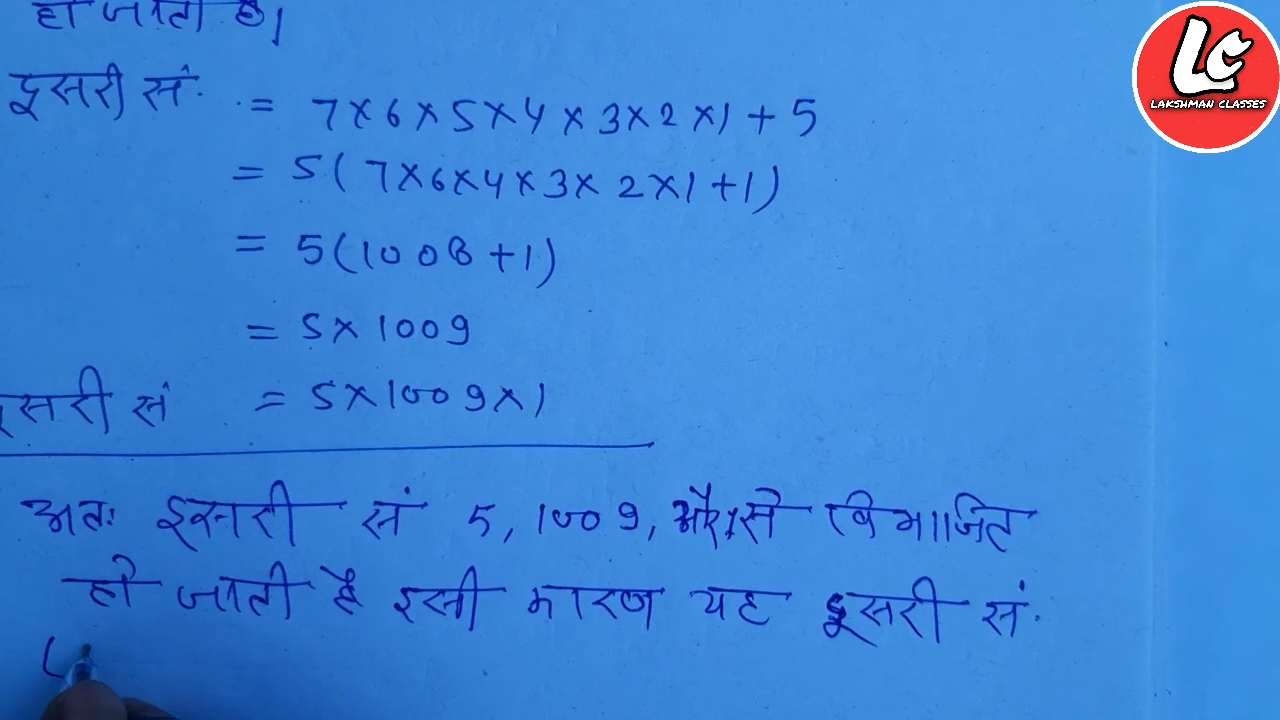 हो जाती है।
दूसरी सं. = 7×6×5×4×3×2×1+5
= 5(7×6×4×3×2×1+1)
= 5(1008+1)
= 5×1009
दूसरी सं = 5×1009×1
अतः दूसरी सं 5, 1009, और 1 से विभाजित
हो जाती है इसी कारण यह दूसरी सं.
LC
LAKSHMAN CLASSES